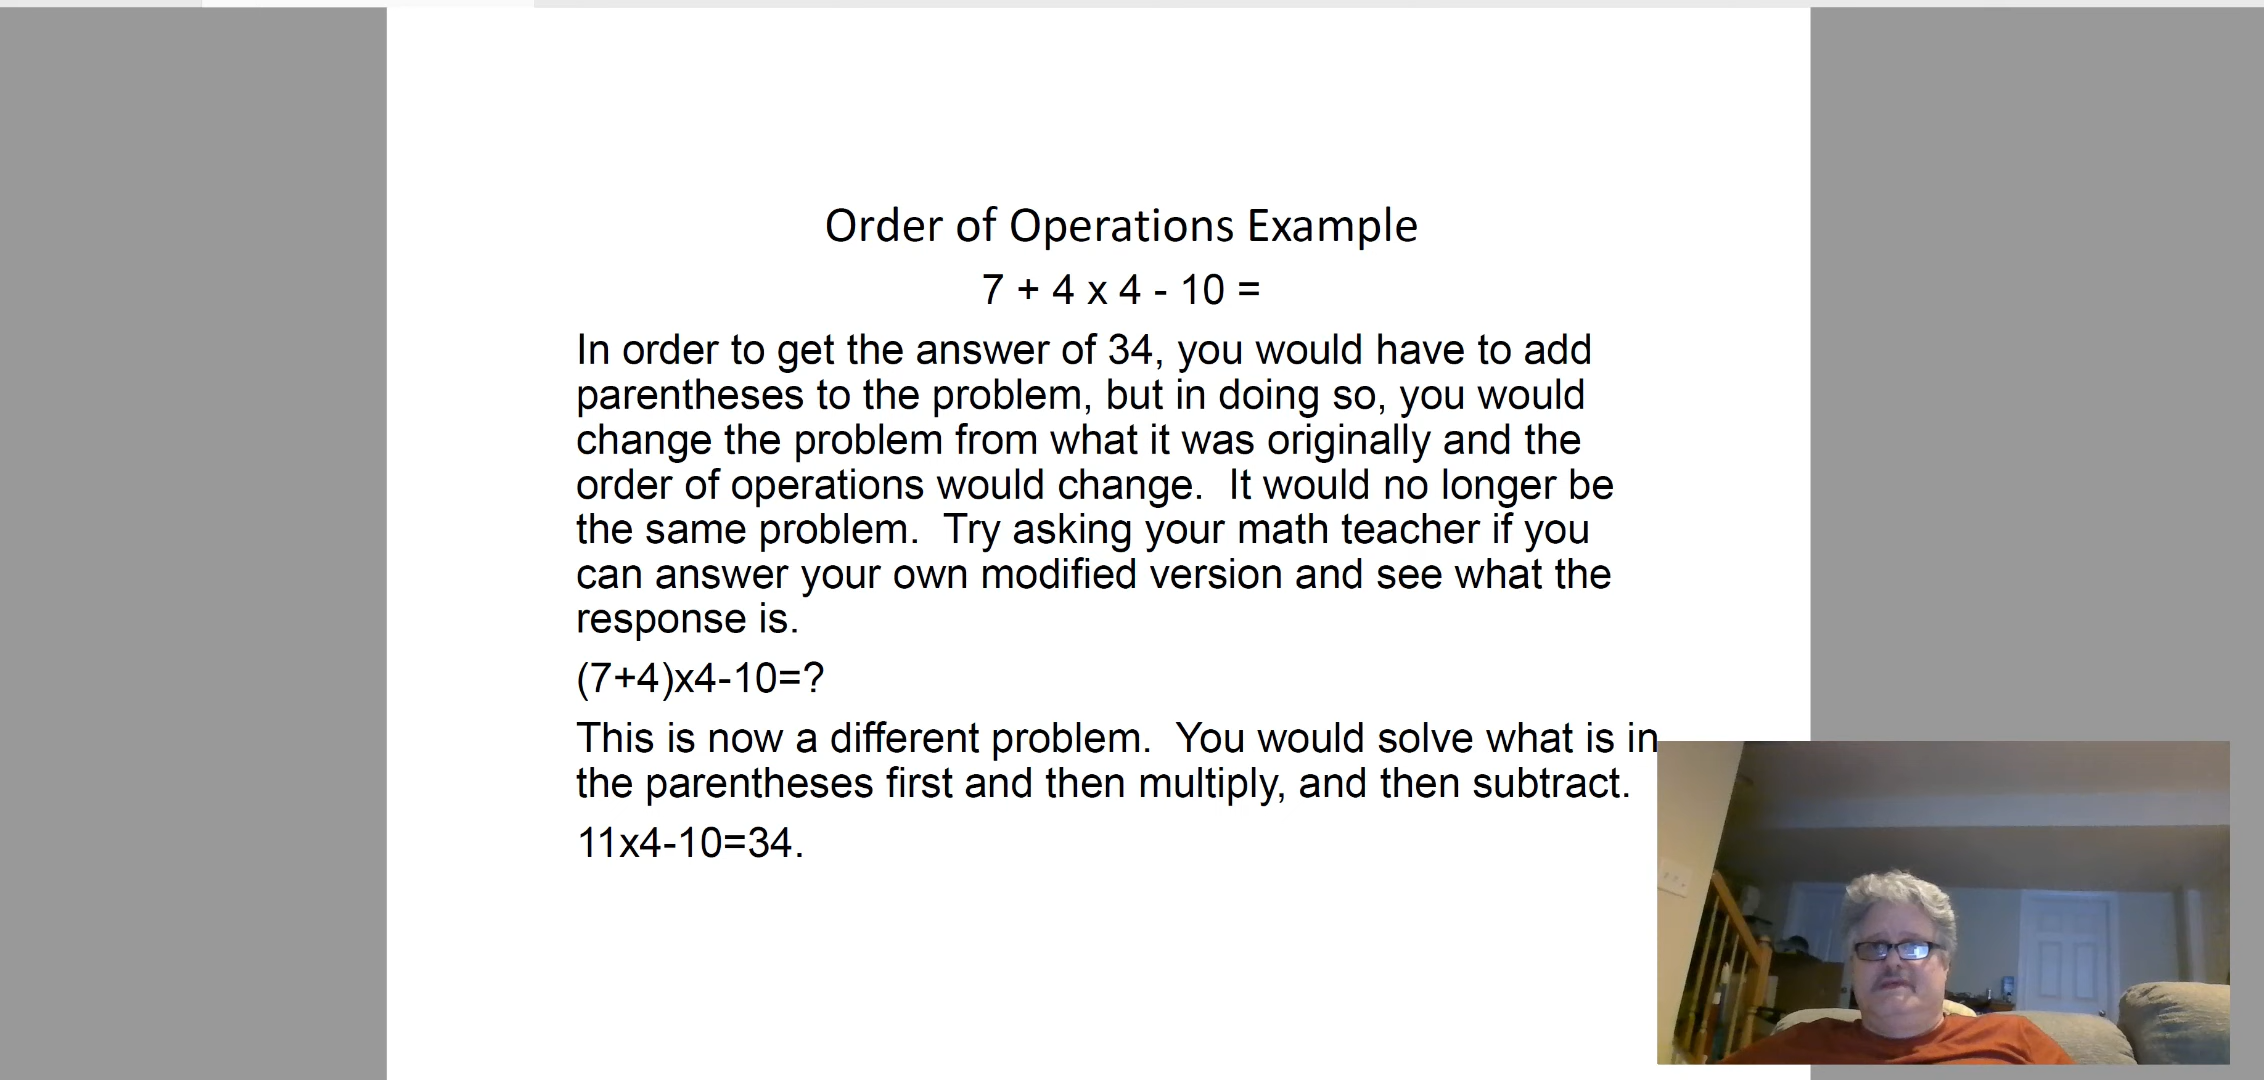 Order of Operations Example
7 + 4 x 4 - 10 =
In order to get the answer of 34, you would have to add
parentheses to the problem, but in doing so, you would
change the problem from what it was originally and the
order of operations would change.  It would no longer be
the same problem.  Try asking your math teacher if you
can answer your own modified version and see what the
response is.
(7+4)x4-10=?
This is now a different problem.  You would solve what is in
the parentheses first and then multiply, and then subtract.
11x4-10=34.